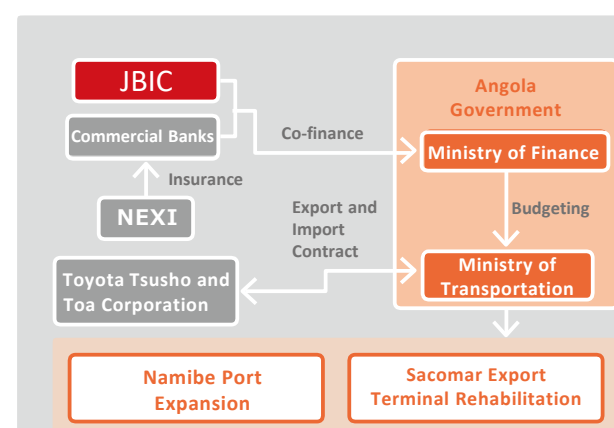 JBIC
Angola
Government
Commercial Banks
Co-finance
Ministry of Finance
Insurance
NEXI
Export and
Import
Contract
Budgeting
Toyota Tsusho and
Toa Corporation
Ministry of
Transportation
Namibe Port
Expansion
Sacomar Export
Terminal Rehabilitation